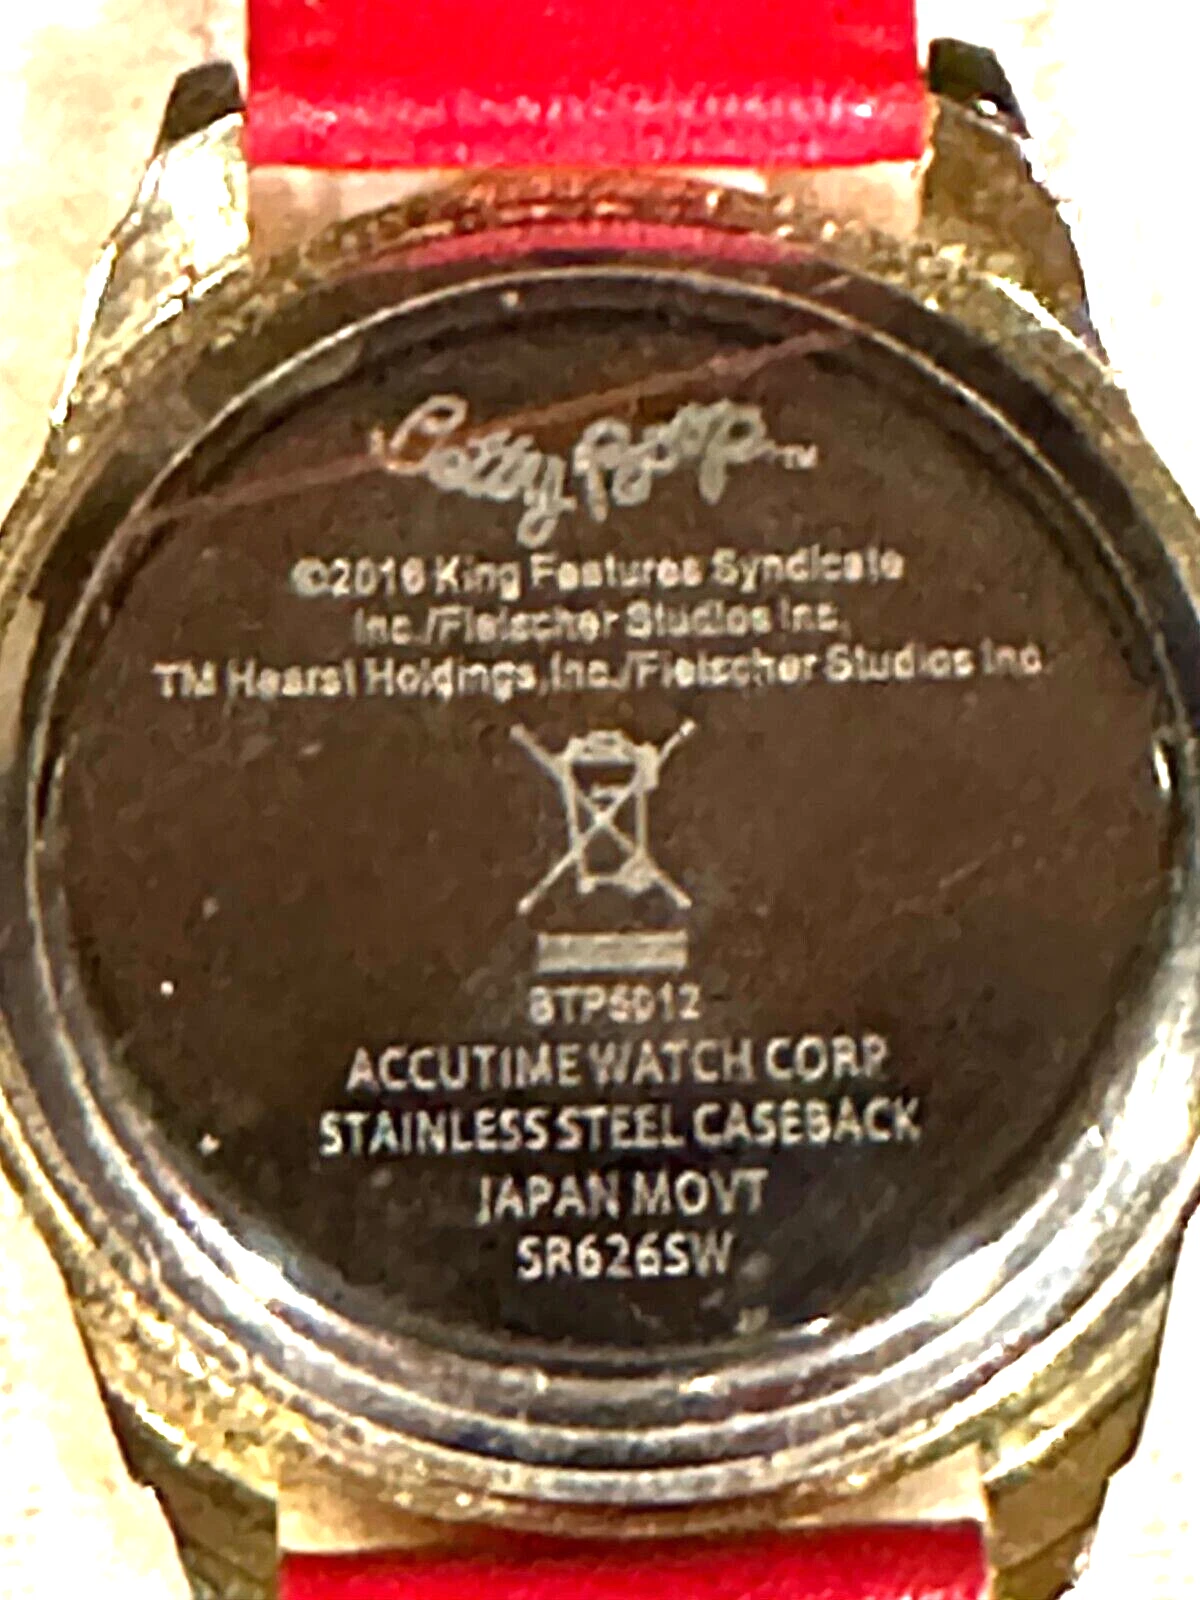 Betty Boop™
©2016 King Features Syndicate
Inc./Fleischer Studios Inc.
TM Hearst Holdings,Inc./Fleischer Studios Inc.
BTP5012
ACCUTIME WATCH CORP
STAINLESS STEEL CASEBACK
JAPAN MOVT
SR626SW